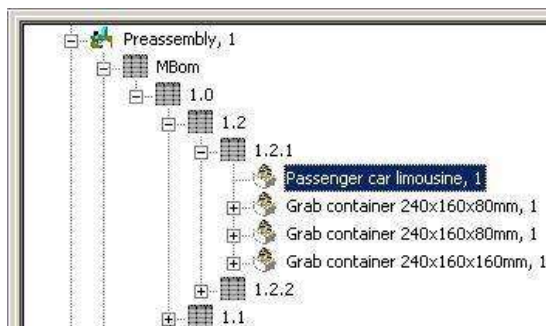 Preassembly, 1
MBom
1.0
1.2
1.2.1
Passenger car limousine, 1
Grab container 240x160x80mm, 1
Grab container 240x160x80mm, 1
Grab container 240x160x160mm, 1
1.2.2
1.1